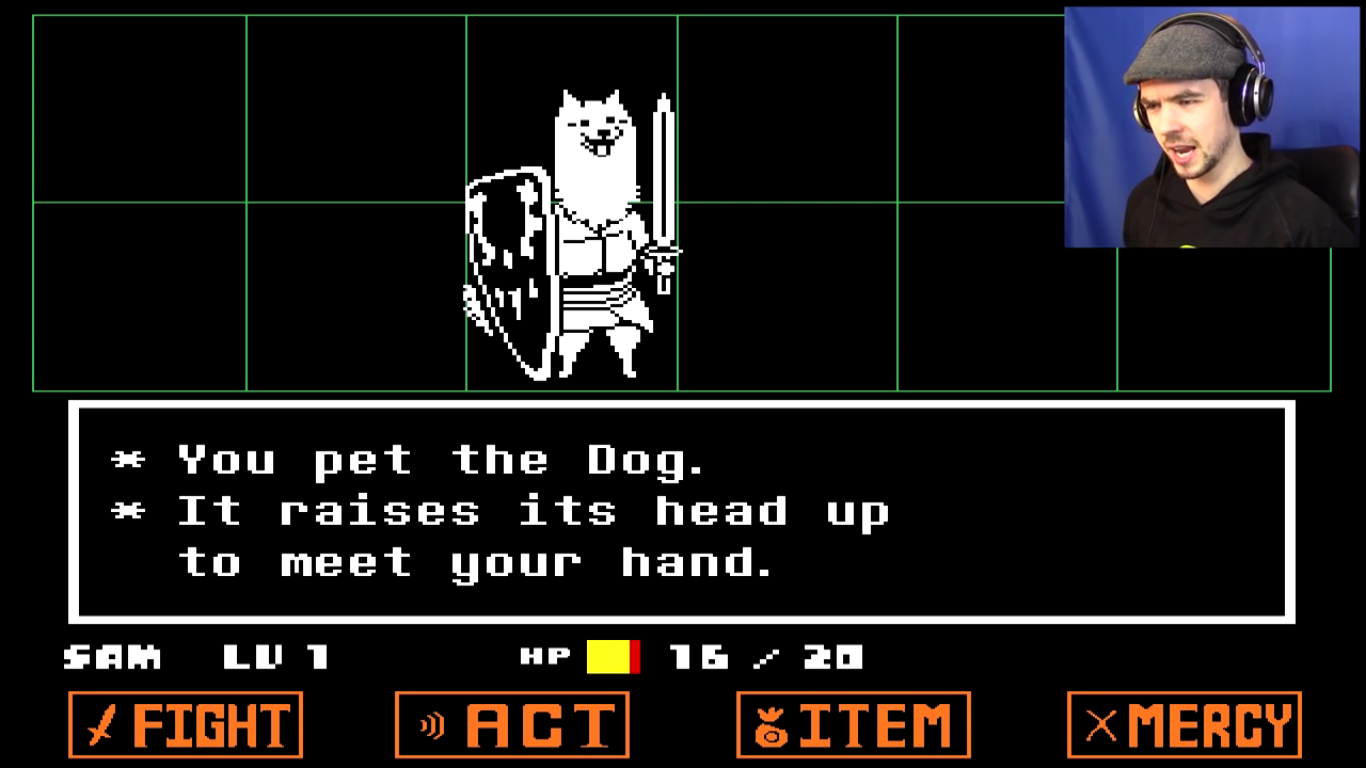 * You pet the Dog.
* It raises its head up
to meet your hand.
SAM LV 1 HP 16 / 20
FIGHT ACT ITEM MERCY